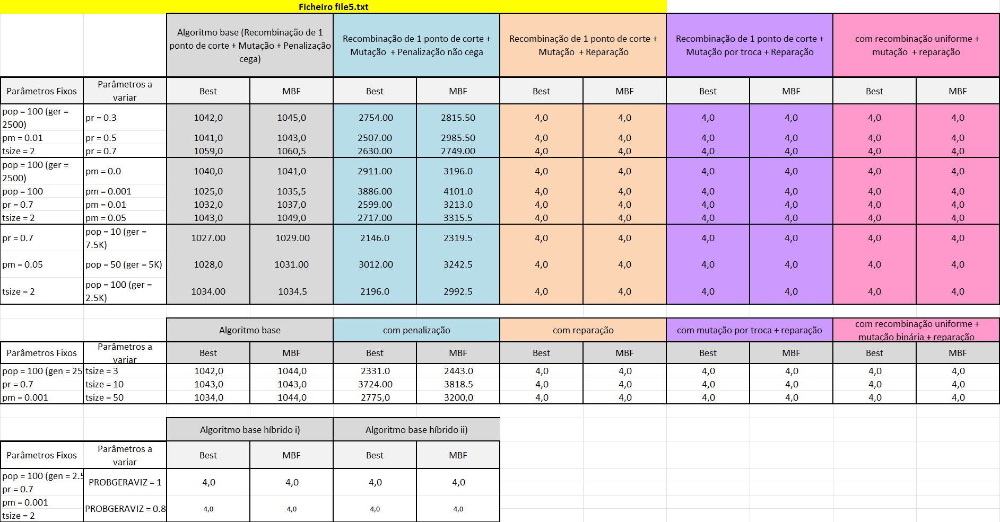 Ficheiro file5.txt
Algoritmo base (Recombinação de 1
ponto de corte + Mutação + Penalização
cega)
Recombinação de 1 ponto de corte +
Mutação  + Penalização não cega
Recombinação de 1 ponto de corte +
Mutação  + Reparação
Recombinação de 1 ponto de corte +
Mutação por troca + Reparação
com recombinação uniforme +
mutação  + reparação
Parâmetros Fixos
Parâmetros a
variar
Best MBF Best MBF Best MBF Best MBF Best MBF
pop = 100 (ger =
2500)
pr = 0.3 1042,0 1045,0 2754.00 2815.50 4,0 4,0 4,0 4,0 4,0 4,0
pm = 0.01 pr = 0.5 1041,0 1043,0 2507.00 2985.50 4,0 4,0 4,0 4,0 4,0 4,0
tsize = 2 pr = 0.7 1059,0 1060,5 2630.00 2749.00 4,0 4,0 4,0 4,0 4,0 4,0
pop = 100 (ger =
2500)
pm = 0.0 1040,0 1041,0 2911.00 3196.0 4,0 4,0 4,0 4,0 4,0 4,0
pop = 100 pm = 0.001 1025,0 1035,5 3886.00 4101.0 4,0 4,0 4,0 4,0 4,0 4,0
pr = 0.7 pm = 0.01 1032,0 1037,0 2599.00 3213.0 4,0 4,0 4,0 4,0 4,0 4,0
tsize = 2 pm = 0.05 1043,0 1049,0 2717.00 3315.5 4,0 4,0 4,0 4,0 4,0 4,0
pr = 0.7
pop = 10 (ger =
7.5K)
1027.00 1029.00 2146.0 2319.5 4,0 4,0 4,0 4,0 4,0 4,0
pm = 0.05 pop = 50 (ger = 5K) 1028,0 1031.00 3012.00 3242.5 4,0 4,0 4,0 4,0 4,0 4,0
tsize = 2
pop = 100 (ger =
2.5K)
1034.00 1034.5 2196.0 2992.5 4,0 4,0 4,0 4,0 4,0 4,0
Algoritmo base
com penalização
com reparação
com mutação por troca + reparação
com recombinação uniforme +
mutação binária + reparação
Parâmetros Fixos
Parâmetros a
variar
Best MBF Best MBF Best MBF Best MBF Best MBF
pop = 100 (gen = 25 tsize = 3 1042,0 1044,0 2331.0 2443.0 4,0 4,0 4,0 4,0 4,0 4,0
pr = 0.7 tsize = 10 1043,0 1043,0 3724.00 3818.5 4,0 4,0 4,0 4,0 4,0 4,0
pm = 0.001 tsize = 50 1034,0 1044,0 2775,0 3200,0 4,0 4,0 4,0 4,0 4,0 4,0
Algoritmo base híbrido i)
Algoritmo base híbrido ii)
Parâmetros Fixos
Parâmetros a
variar
Best MBF Best MBF
pop = 100 (gen = 2.5
pr = 0.7
PROBGERAVIZ = 1 4,0 4,0 4,0 4,0
pm = 0.001
tsize = 2
PROBGERAVIZ = 0.8 4,0 4,0 4,0 4,0